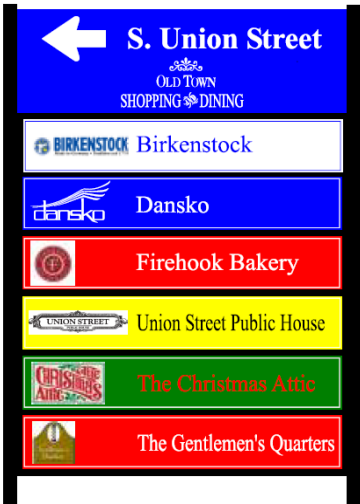 S. Union Street
OLD TOWN
SHOPPING DINING
BIRKENSTOCK Birkenstock
dansko Dansko
Firehook Bakery
UNION STREET Union Street Public House
CHRISTMAS ATTIC The Christmas Attic
The Gentlemen's Quarters